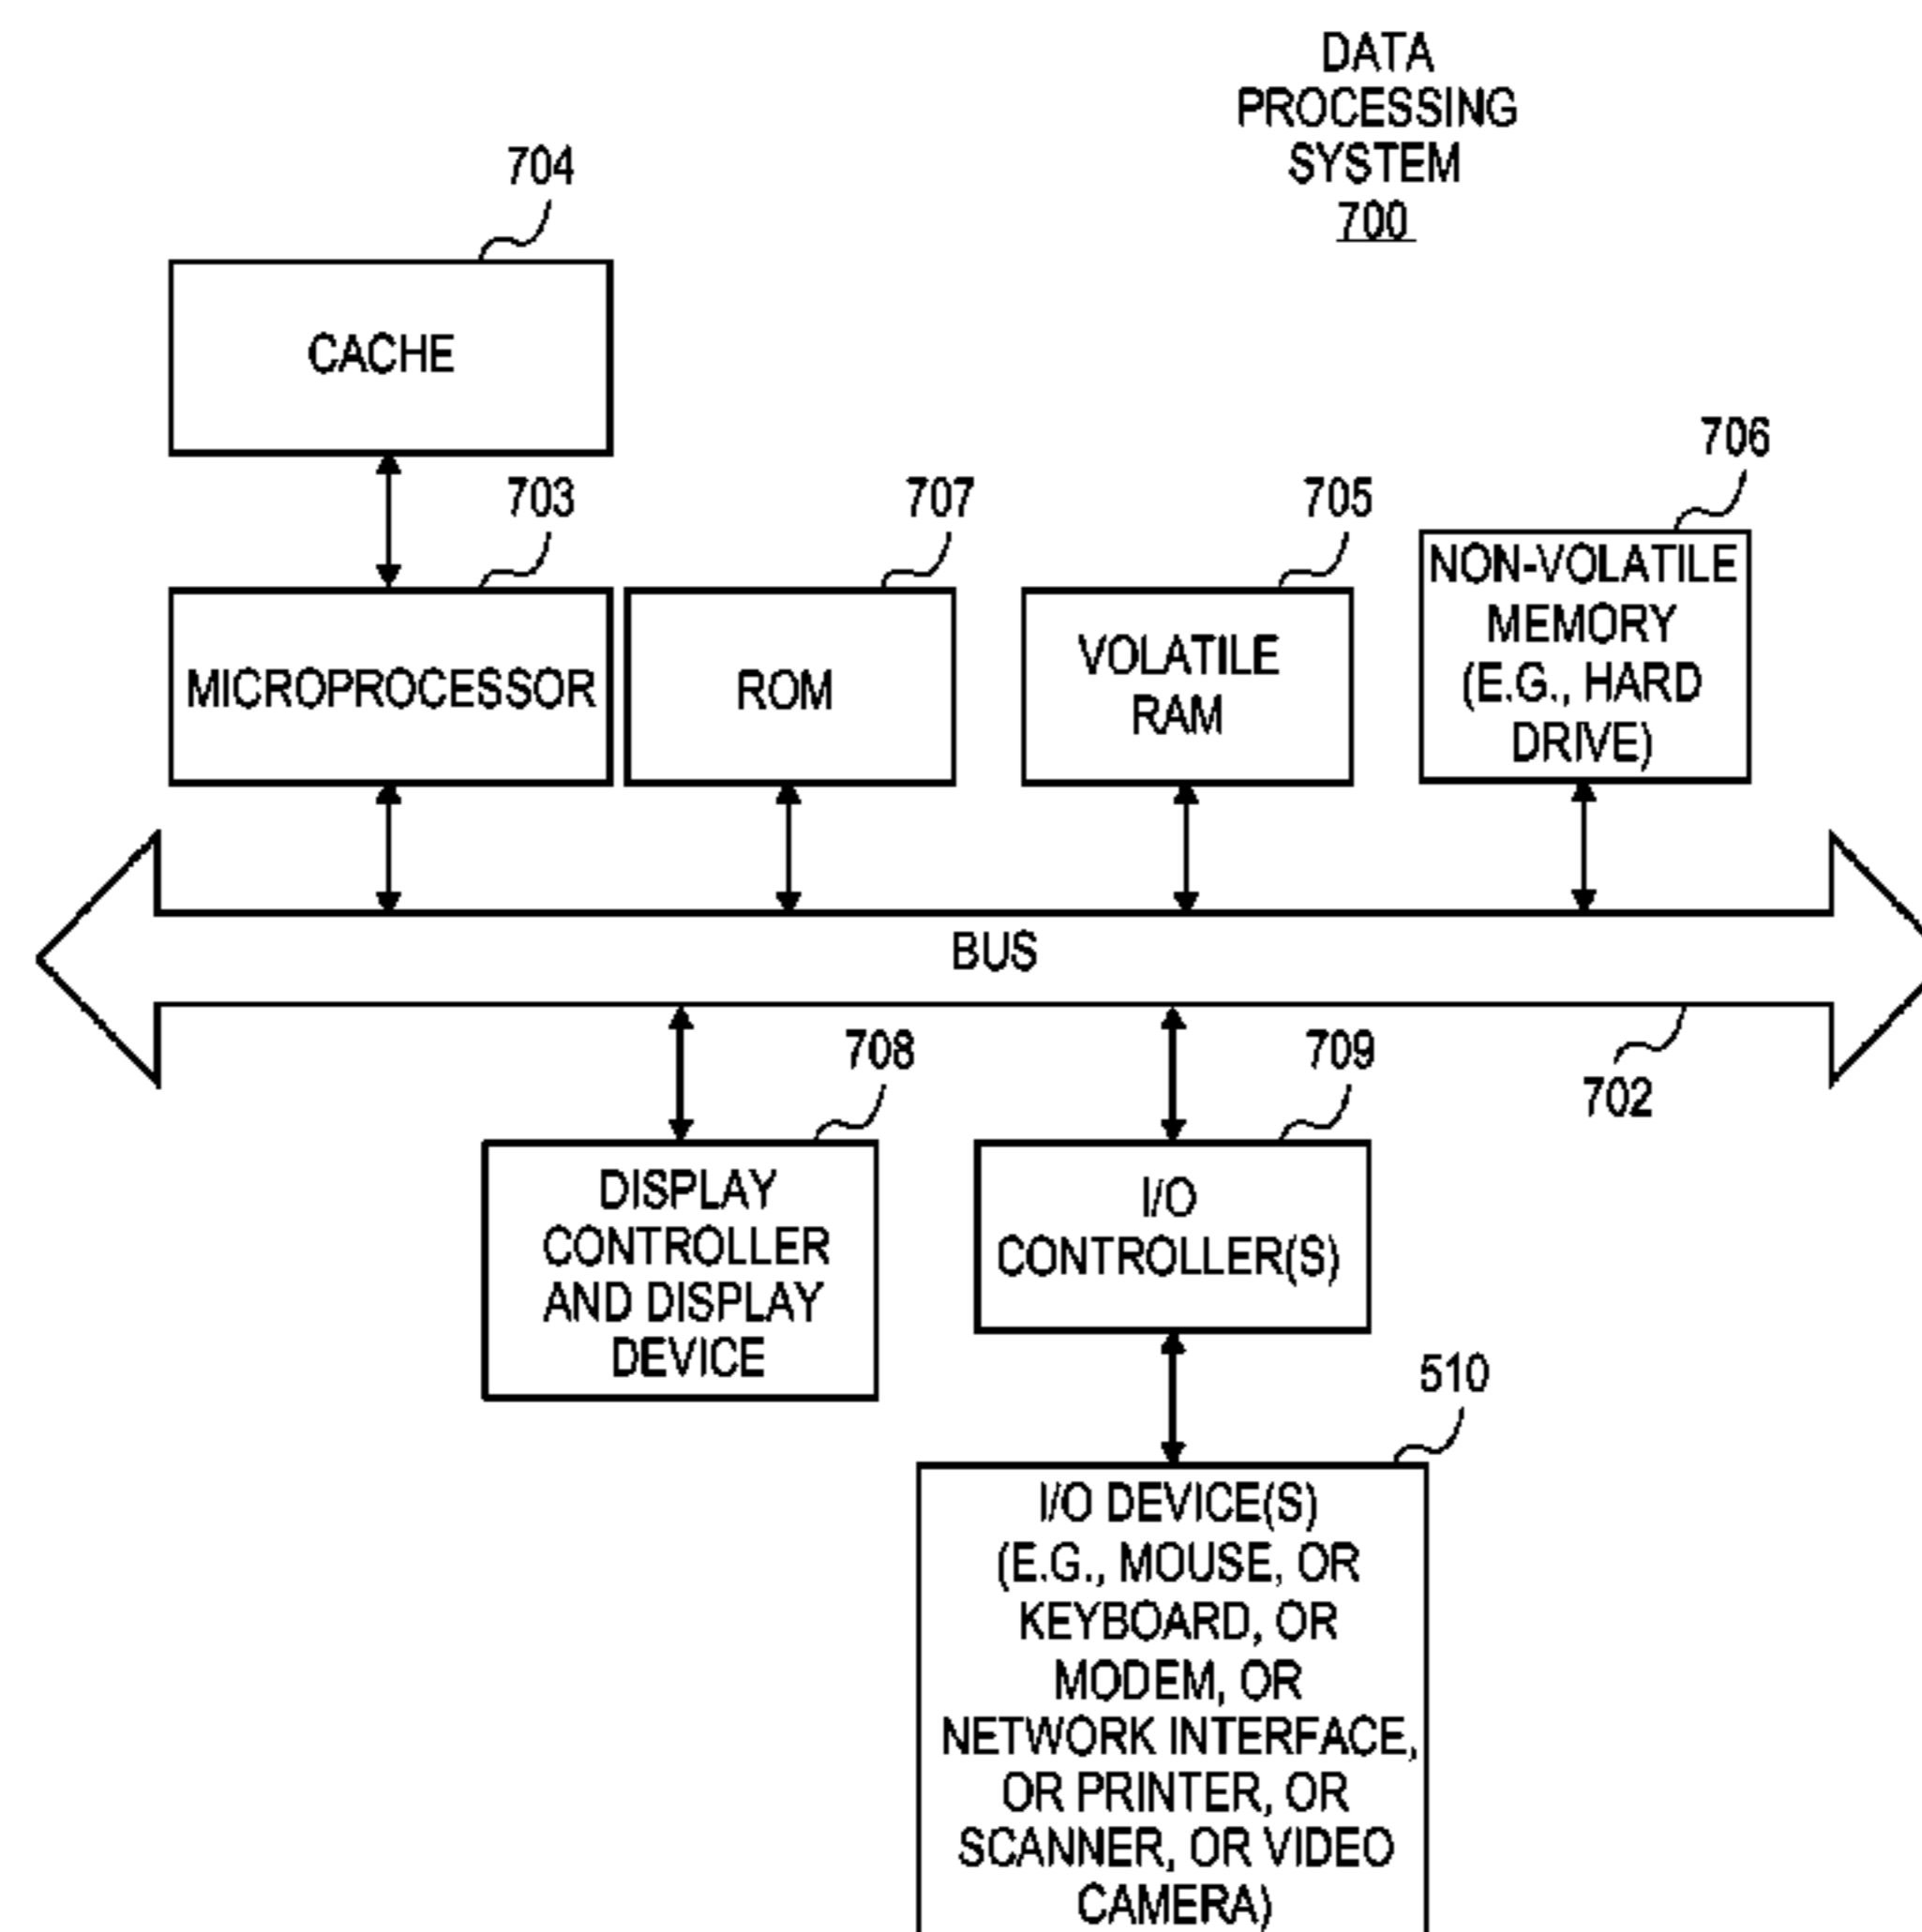 DATA
PROCESSING
SYSTEM
700
704
CACHE
703
707
705
706
MICROPROCESSOR
ROM
VOLATILE
RAM
NON-VOLATILE
MEMORY
(E.G., HARD
DRIVE)
BUS
702
708
709
DISPLAY
CONTROLLER
AND DISPLAY
DEVICE
I/O
CONTROLLER(S)
510
I/O DEVICE(S)
(E.G., MOUSE, OR
KEYBOARD, OR
MODEM, OR
NETWORK INTERFACE,
OR PRINTER, OR
SCANNER, OR VIDEO
CAMERA)